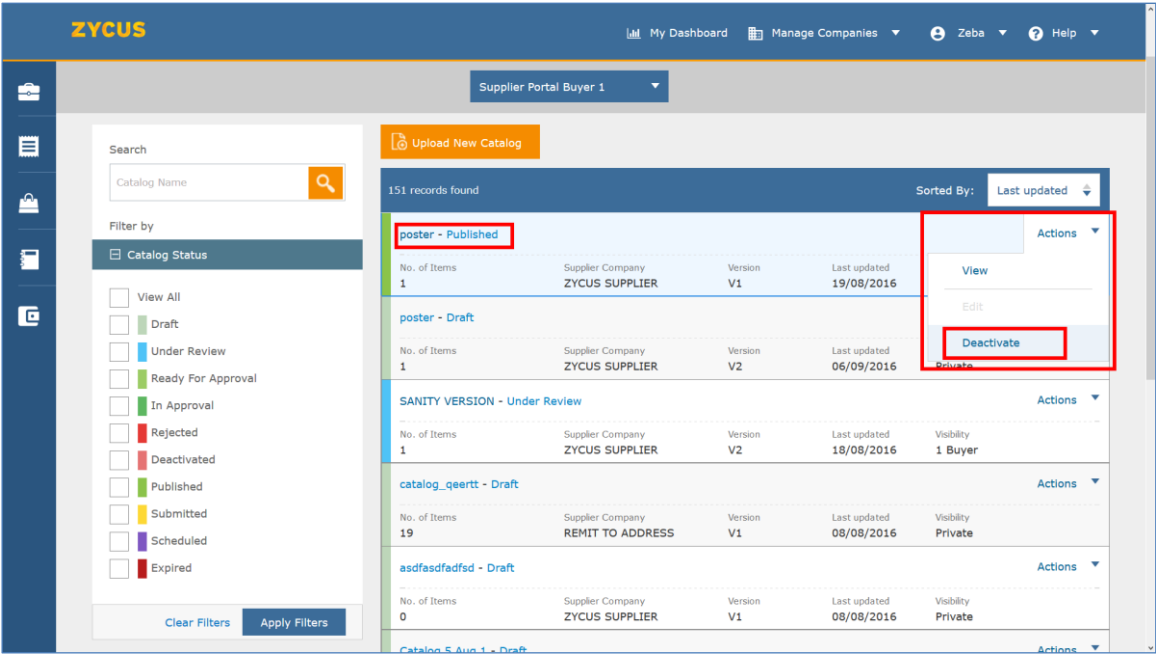 ZYCUS
My Dashboard Manage Companies Zeba Help
Supplier Portal Buyer 1
Search
Catalog Name
Filter by
Catalog Status
View All
Draft
Under Review
Ready For Approval
In Approval
Rejected
Deactivated
Published
Submitted
Scheduled
Expired
Clear Filters Apply Filters
Upload New Catalog
151 records found Sorted By: Last updated
poster - Published Actions
No. of Items Supplier Company Version Last updated
1 ZYCUS SUPPLIER V1 19/08/2016
View
Edit
Deactivate
poster - Draft
No. of Items Supplier Company Version Last updated
1 ZYCUS SUPPLIER V2 06/09/2016 Private
SANITY VERSION - Under Review Actions
No. of Items Supplier Company Version Last updated Visibility
1 ZYCUS SUPPLIER V2 18/08/2016 1 Buyer
catalog_qeertt - Draft Actions
No. of Items Supplier Company Version Last updated Visibility
19 REMIT TO ADDRESS V1 08/08/2016 Private
asdfasdfadfsd - Draft Actions
No. of Items Supplier Company Version Last updated Visibility
0 ZYCUS SUPPLIER V1 08/08/2016 Private
Catalog 5 Aug 1 - Draft Actions